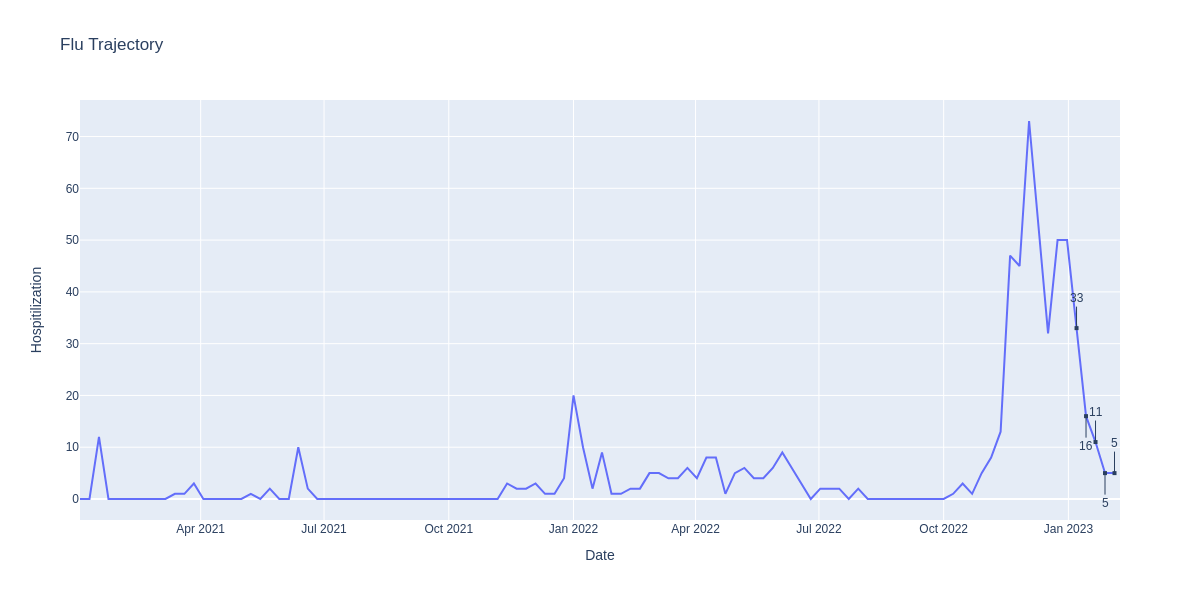 Flu Trajectory
Hospitilization
70
60
50
40
30
20
10
0
33
16
11
5
5
Apr 2021
Jul 2021
Oct 2021
Jan 2022
Apr 2022
Jul 2022
Oct 2022
Jan 2023
Date